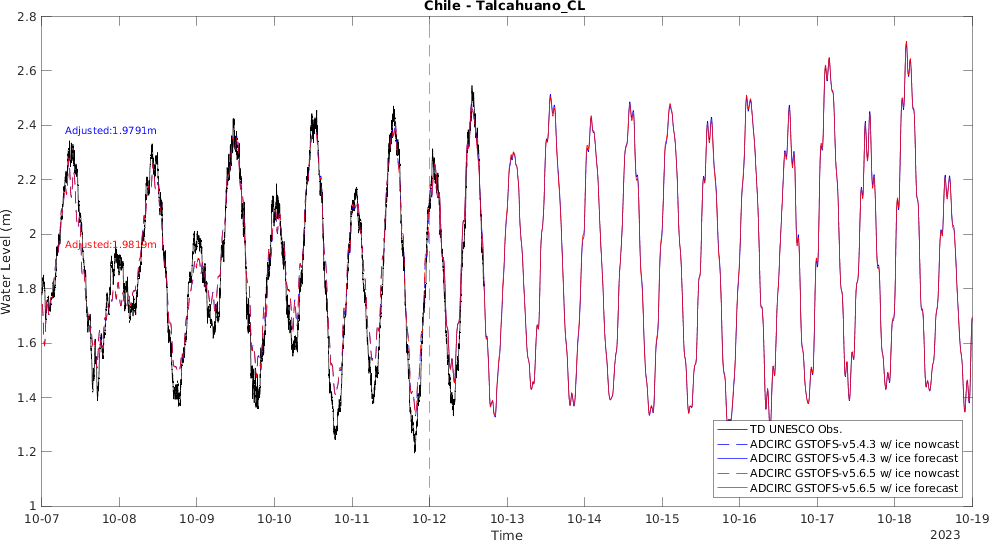 Chile - Talcahuano_CL
Water Level (m)
2.8
2.6
2.4
2.2
2
1.8
1.6
1.4
1.2
1
Adjusted:1.9791m
Adjusted:1.9819m
TD UNESCO Obs.
ADCIRC GSTOFS-v5.4.3 w/ ice nowcast
ADCIRC GSTOFS-v5.4.3 w/ ice forecast
ADCIRC GSTOFS-v5.6.5 w/ ice nowcast
ADCIRC GSTOFS-v5.6.5 w/ ice forecast
10-07 10-08 10-09 10-10 10-11 10-12 10-13 10-14 10-15 10-16 10-17 10-18 10-19
Time
2023